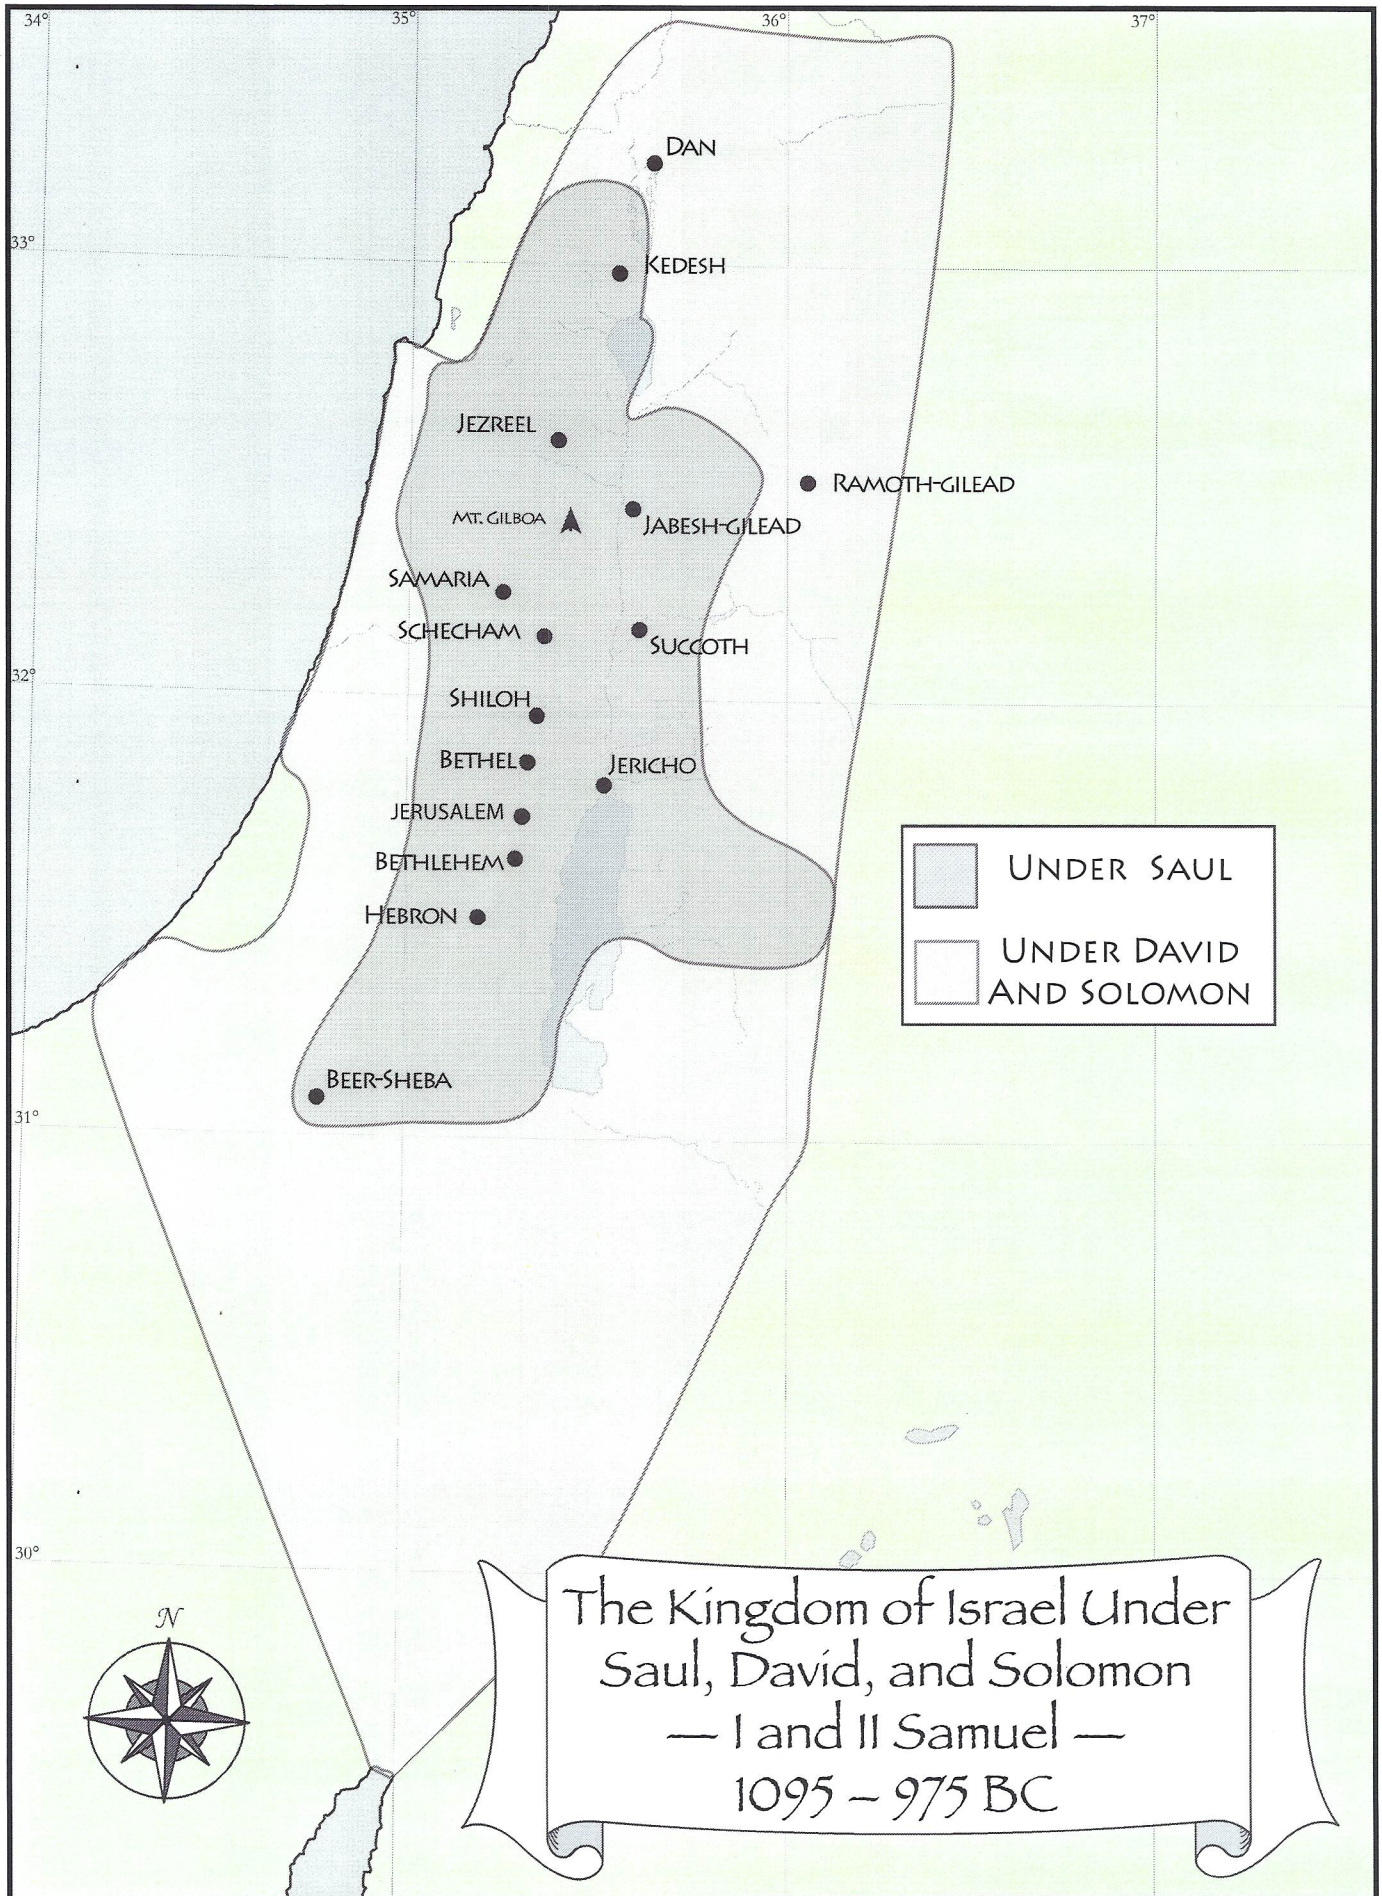 34°
35°
36°
37°
Dan
33°
Kedesh
P
Jezreel
Ramoth-gilead
Mt. Gilboa
Jabesh-gilead
Samaria
Schecham
Succoth
32°
Shiloh
Bethel
Jericho
Jerusalem
Bethlehem
Hebron
Under Saul
Under David
And Solomon
Beer-Sheba
31°
30°
N
The Kingdom of Israel Under
Saul, David, and Solomon
— I and II Samuel —
1095 – 975 BC